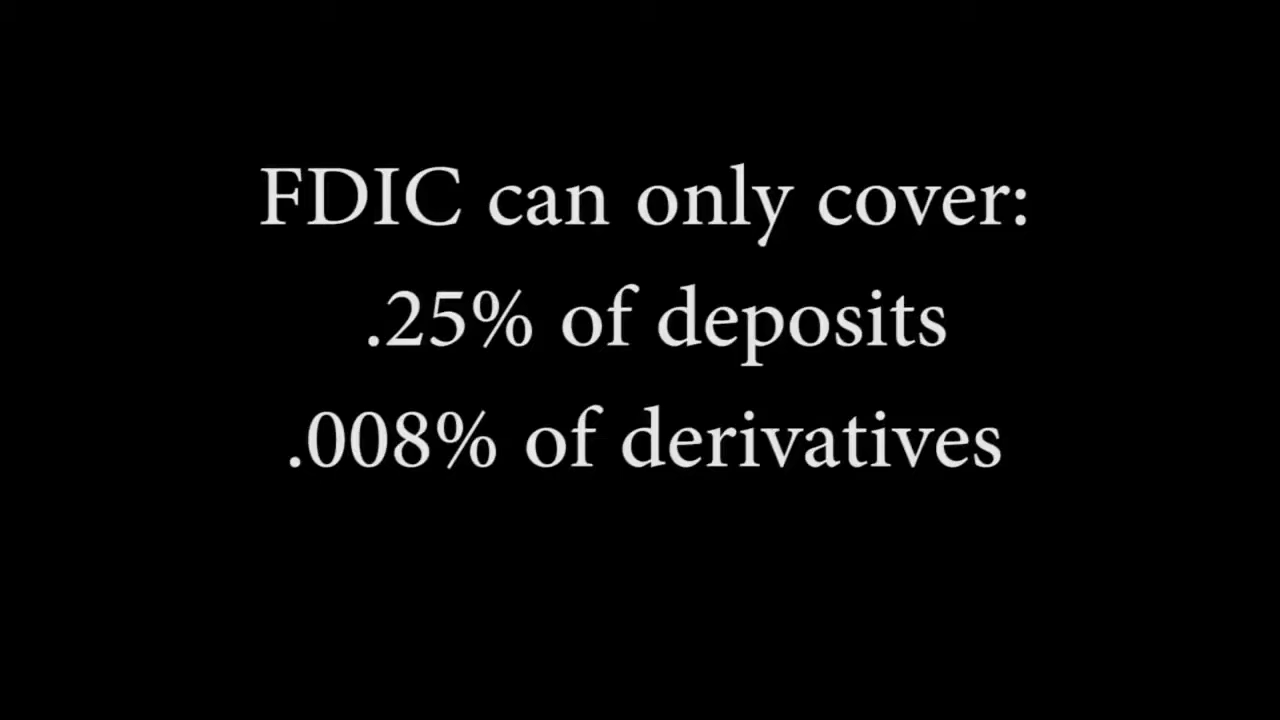 FDIC can only cover:
.25% of deposits
.008% of derivatives